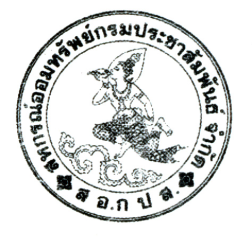 สหกรณ์ออมทรัพย์กรมประชาสัมพันธ์ จำกัด
ส อ.ก ป ส.